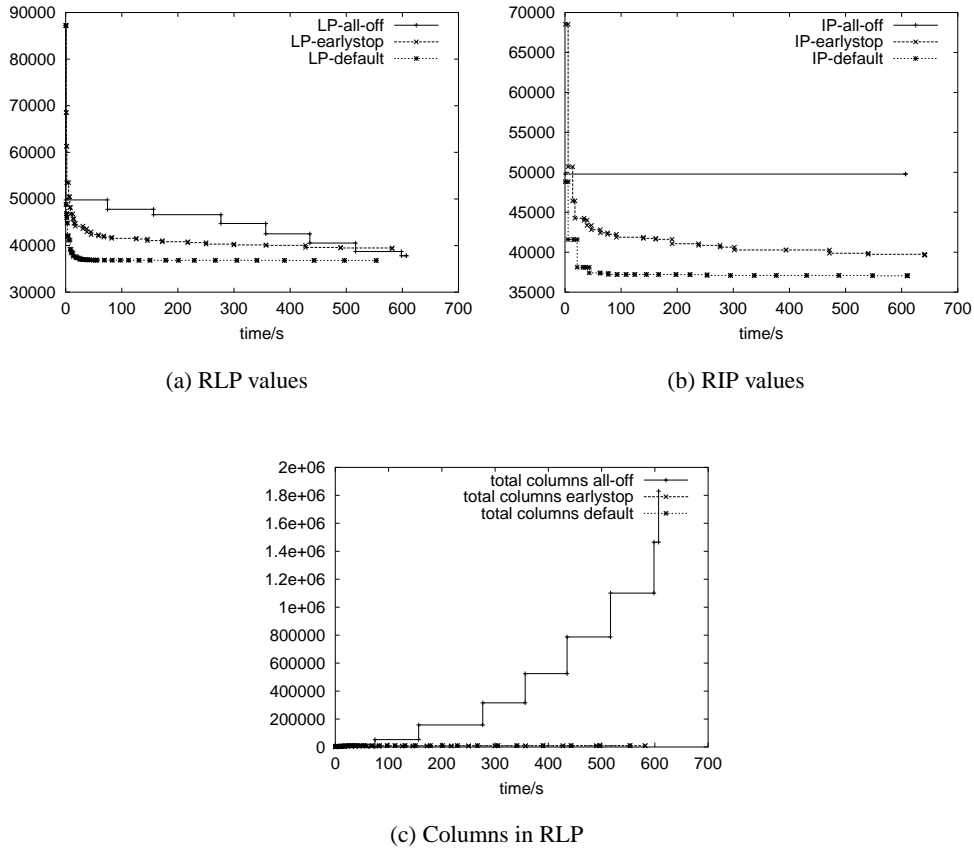 90000
80000
70000
60000
50000
40000
30000
0 100 200 300 400 500 600 700
time/s
LP-all-off
LP-earlystop
LP-default
(a) RLP values
70000
65000
60000
55000
50000
45000
40000
35000
0 100 200 300 400 500 600 700
time/s
IP-all-off
IP-earlystop
IP-default
(b) RIP values
2e+06
1.8e+06
1.6e+06
1.4e+06
1.2e+06
1e+06
800000
600000
400000
200000
0
0 100 200 300 400 500 600 700
time/s
total columns all-off
total columns earlystop
total columns default
(c) Columns in RLP